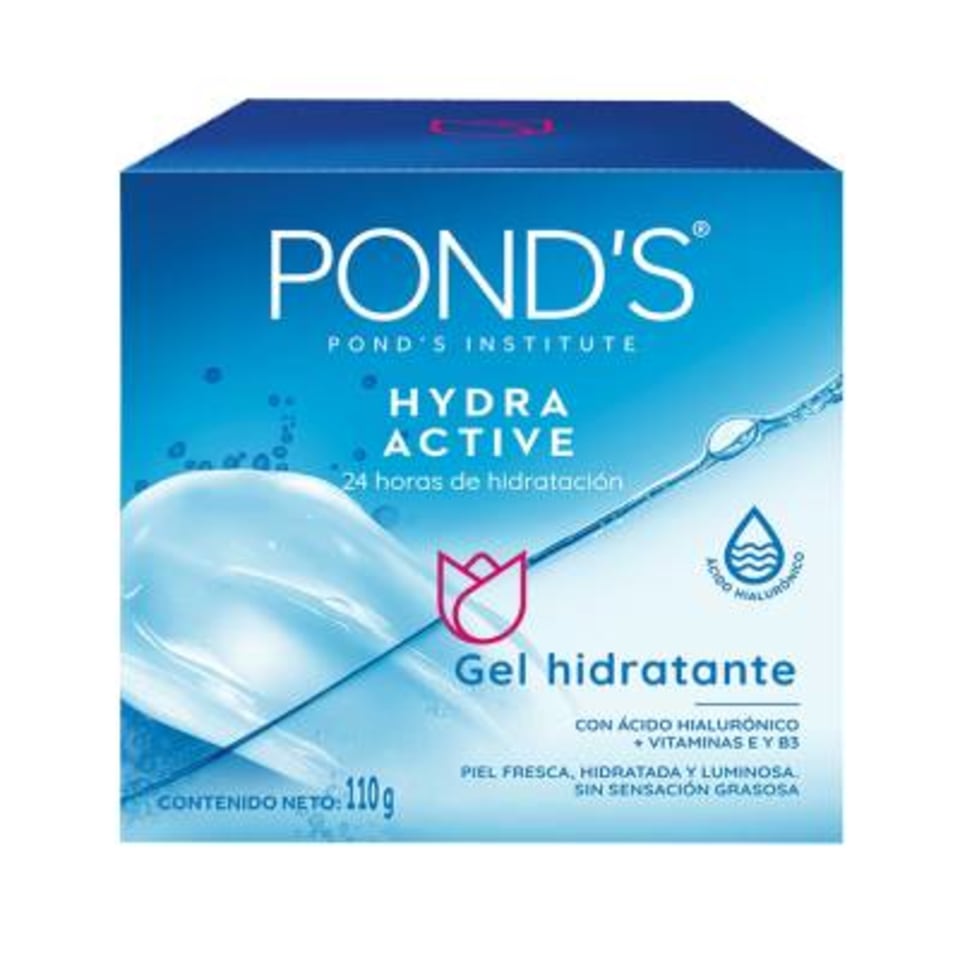 POND'S®
POND'S INSTITUTE
HYDRA
ACTIVE
24 horas de hidratación
ÁCIDO HIALURÓNICO
Gel hidratante
CON ÁCIDO HIALURÓNICO
+ VITAMINAS E Y B3
PIEL FRESCA, HIDRATADA Y LUMINOSA.
SIN SENSACIÓN GRASOSA
CONTENIDO NETO: 110 g